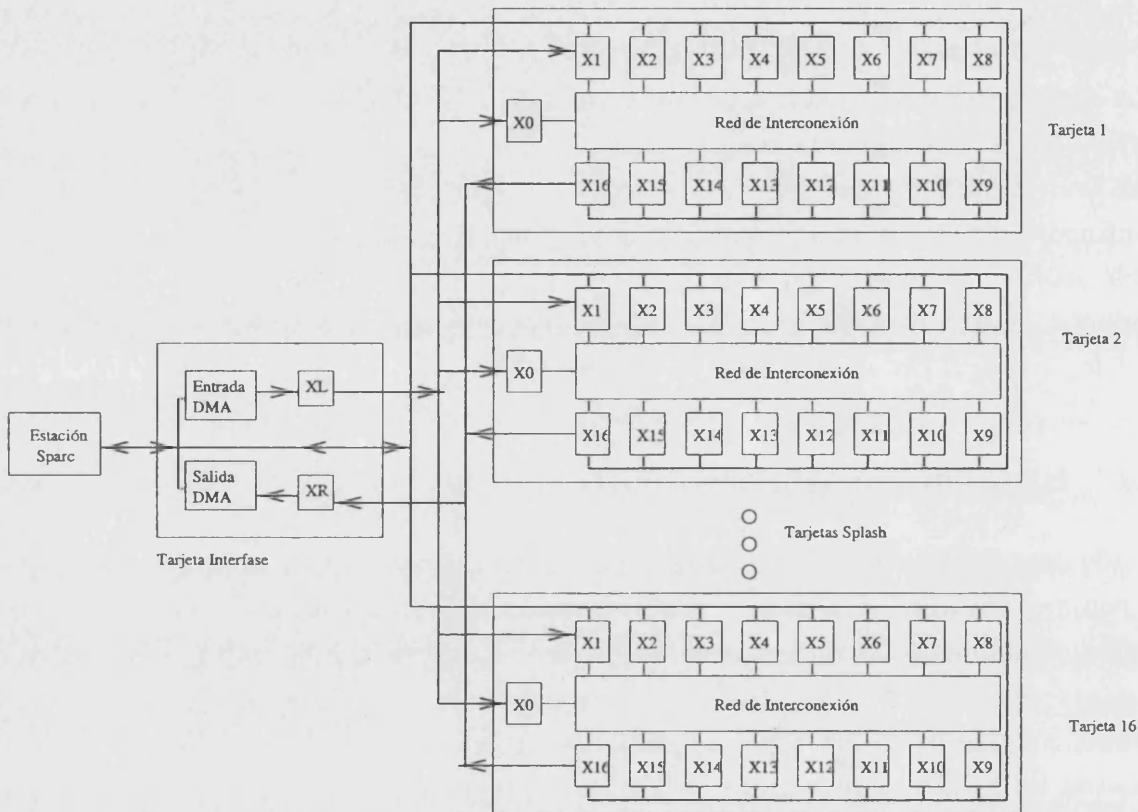 X1 X2 X3 X4 X5 X6 X7 X8
X0
Red de Interconexión
Tarjeta 1
X16 X15 X14 X13 X12 X11 X10 X9
X1 X2 X3 X4 X5 X6 X7 X8
X0
Red de Interconexión
Tarjeta 2
X16 X15 X14 X13 X12 X11 X10 X9
Entrada
DMA
XL
Estación
Sparc
Salida
DMA
XR
Tarjeta Interfase
Tarjetas Splash
X1 X2 X3 X4 X5 X6 X7 X8
X0
Red de Interconexión
Tarjeta 16
X16 X15 X14 X13 X12 X11 X10 X9